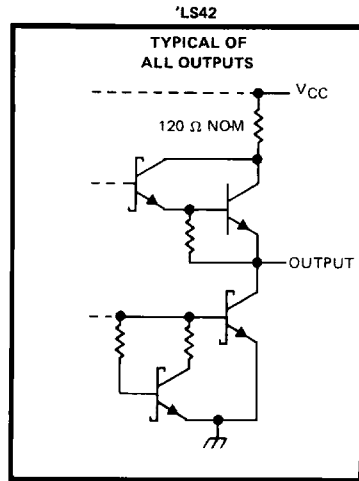 'LS42
TYPICAL OF
ALL OUTPUTS
VCC
120 Ω NOM
OUTPUT